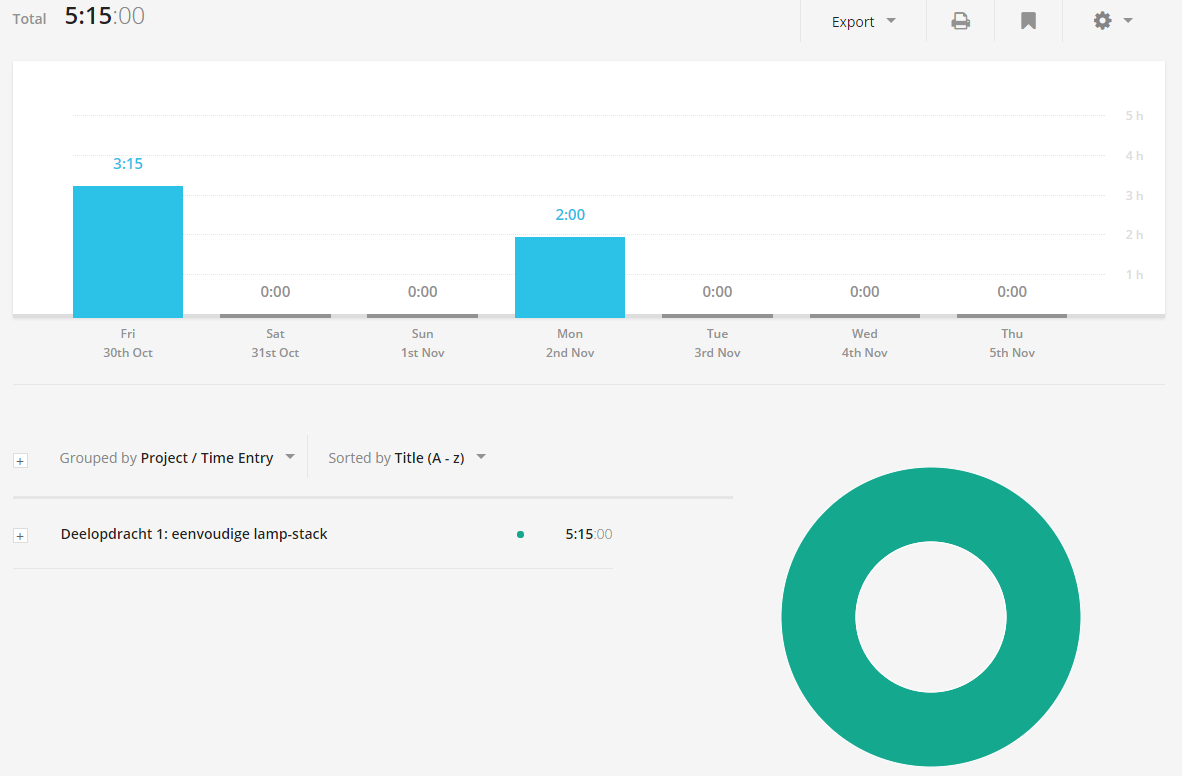 Total 5:15:00
Export
5 h
4 h
3:15
3 h
2:00
2 h
1 h
0:00 0:00 0:00 0:00 0:00
Fri Sat Sun Mon Tue Wed Thu
30th Oct 31st Oct 1st Nov 2nd Nov 3rd Nov 4th Nov 5th Nov
+ Grouped by Project / Time Entry Sorted by Title (A - z)
+ Deelopdracht 1: eenvoudige lamp-stack 5:15:00